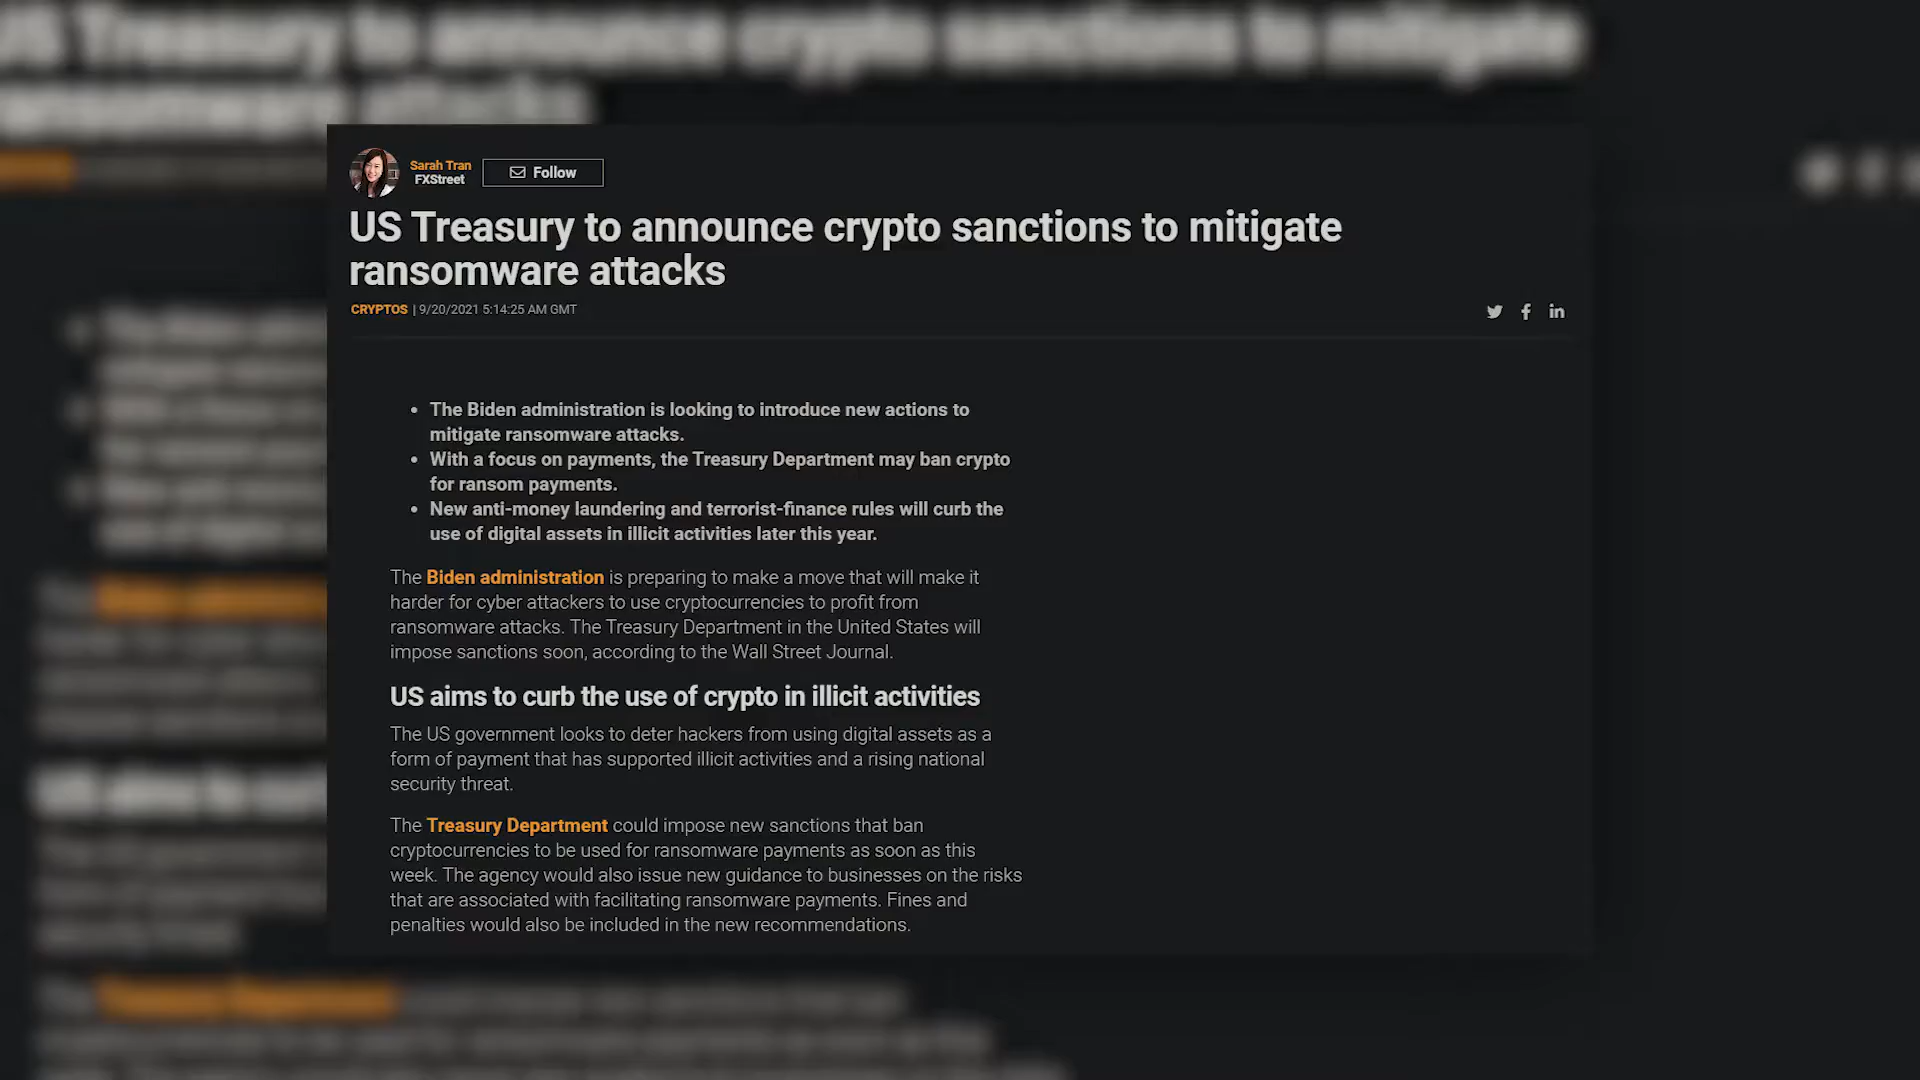 Sarah Tran
FXStreet
Follow
US Treasury to announce crypto sanctions to mitigate
ransomware attacks
CRYPTOS | 9/20/2021 5:14:25 AM GMT
• The Biden administration is looking to introduce new actions to
mitigate ransomware attacks.
• With a focus on payments, the Treasury Department may ban crypto
for ransom payments.
• New anti-money laundering and terrorist-finance rules will curb the
use of digital assets in illicit activities later this year.
The Biden administration is preparing to make a move that will make it
harder for cyber attackers to use cryptocurrencies to profit from
ransomware attacks. The Treasury Department in the United States will
impose sanctions soon, according to the Wall Street Journal.
US aims to curb the use of crypto in illicit activities
The US government looks to deter hackers from using digital assets as a
form of payment that has supported illicit activities and a rising national
security threat.
The Treasury Department could impose new sanctions that ban
cryptocurrencies to be used for ransomware payments as soon as this
week. The agency would also issue new guidance to businesses on the risks
that are associated with facilitating ransomware payments. Fines and
penalties would also be included in the new recommendations.